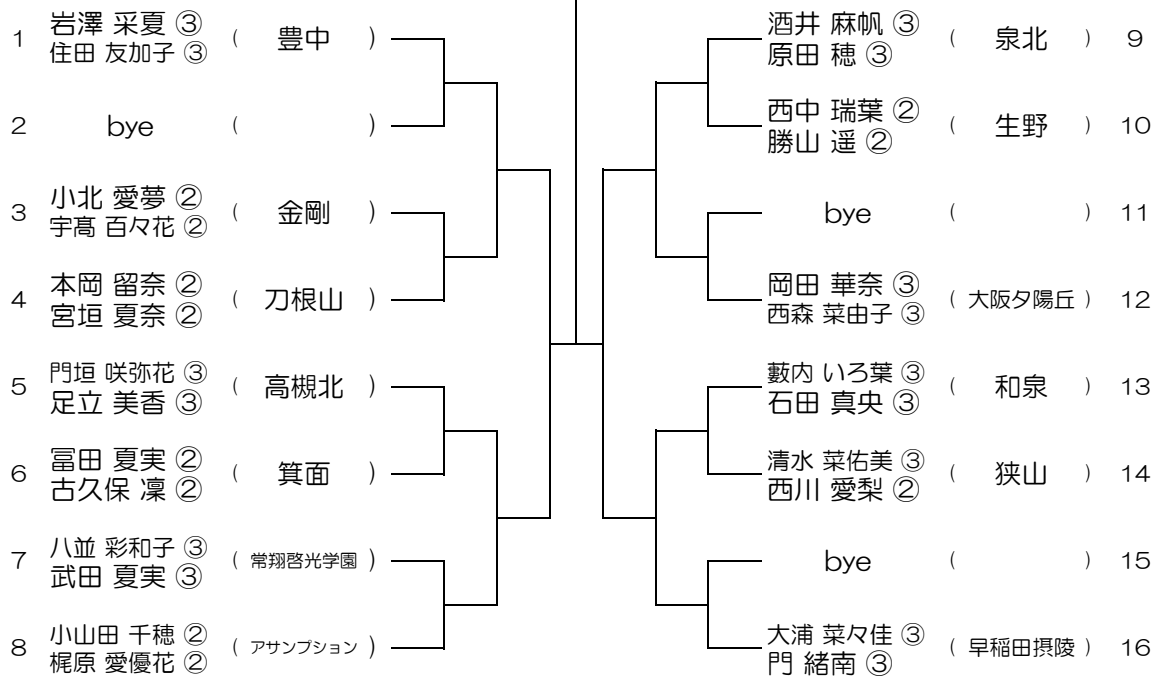 1 岩澤 采夏 ③ ( 豊中 )
住田 友加子 ③
2 bye ( )
3 小北 愛夢 ② ( 金剛 )
宇髙 百々花 ②
4 本岡 留奈 ② ( 刀根山 )
宮垣 夏奈 ②
5 門垣 咲弥花 ③ ( 高槻北 )
足立 美香 ③
6 冨田 夏実 ② ( 箕面 )
古久保 凜 ②
7 八並 彩和子 ③ ( 常翔啓光学園 )
武田 夏実 ③
8 小山田 千穂 ② ( アサンプション )
梶原 愛優花 ②
酒井 麻帆 ③ ( 泉北 ) 9
原田 穂 ③
西中 瑞葉 ② ( 生野 ) 10
勝山 遥 ②
bye ( ) 11
岡田 華奈 ③ ( 大阪夕陽丘 ) 12
西森 菜由子 ③
藪内 いろ葉 ③ ( 和泉 ) 13
石田 真央 ③
清水 菜佑美 ③ ( 狭山 ) 14
西川 愛梨 ②
bye ( ) 15
大浦 菜々佳 ③ ( 早稲田摂陵 ) 16
門 緒南 ③